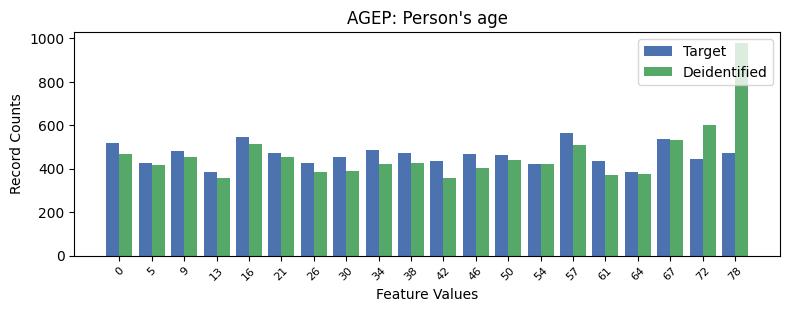 AGEP: Person's age
Record Counts
1000
800
600
400
200
0
Target
Deidentified
0 5 9 13 16 21 26 30 34 38 42 46 50 54 57 61 64 67 72 78
Feature Values